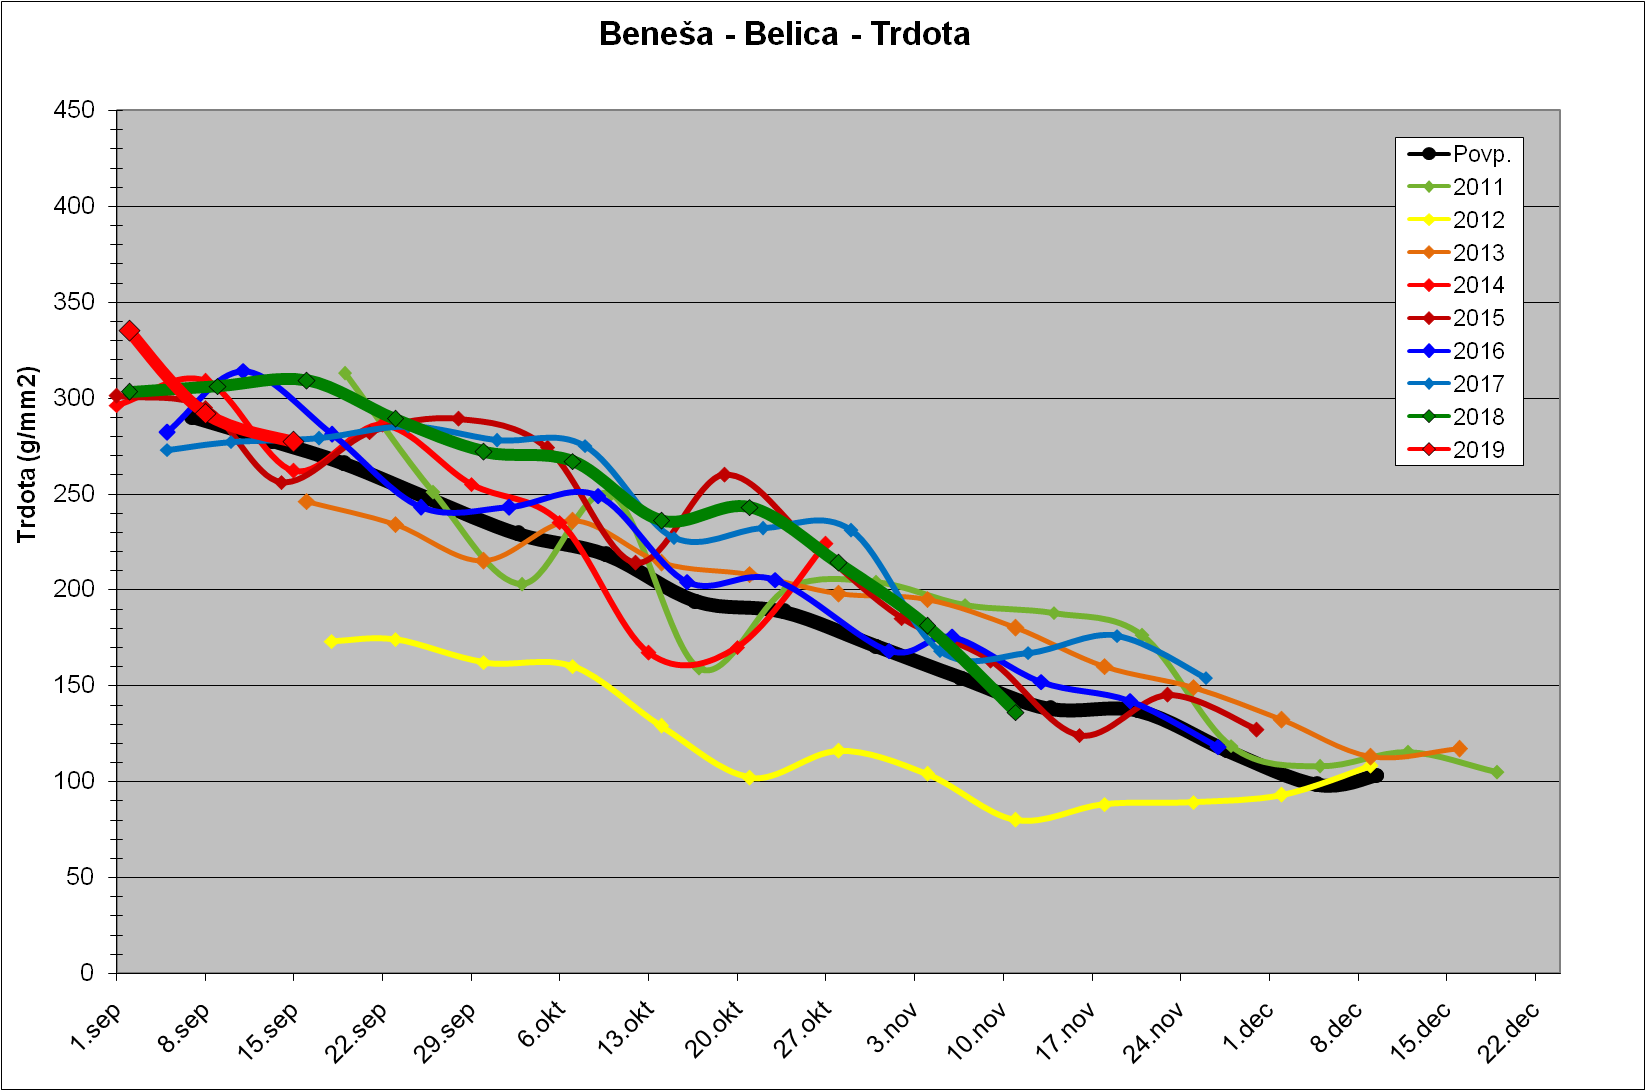 Beneša - Belica - Trdota
Trdota (g/mm2)
450
400
350
300
250
200
150
100
50
0
1.sep
8.sep
15.sep
22.sep
29.sep
6.okt
13.okt
20.okt
27.okt
3.nov
10.nov
17.nov
24.nov
1.dec
8.dec
15.dec
22.dec
Povp.
2011
2012
2013
2014
2015
2016
2017
2018
2019